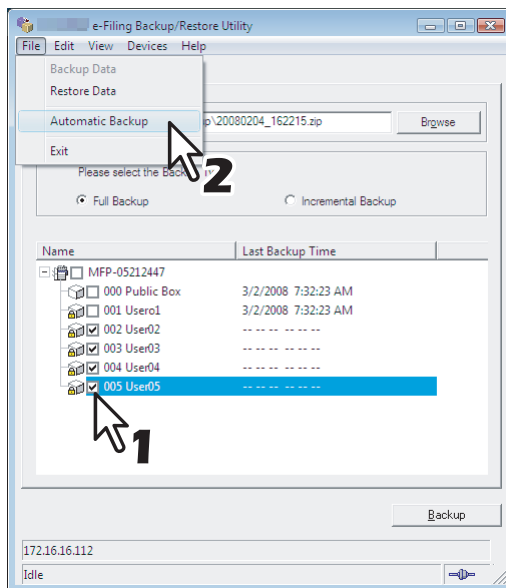 e-Filing Backup/Restore Utility
File Edit View Devices Help
Backup Data
Restore Data
Automatic Backup
Exit
p\20080204_162215.zip Browse
Please select the Back
2
Full Backup Incremental Backup
Name Last Backup Time
MFP-05212447
000 Public Box 3/2/2008 7:32:23 AM
001 Usero1 3/2/2008 7:32:23 AM
002 User02 -- -- -- -- -- --
003 User03 -- -- -- -- -- --
004 User04 -- -- -- -- -- --
005 User05 -- -- -- -- -- --
1
Backup
172.16.16.112
Idle